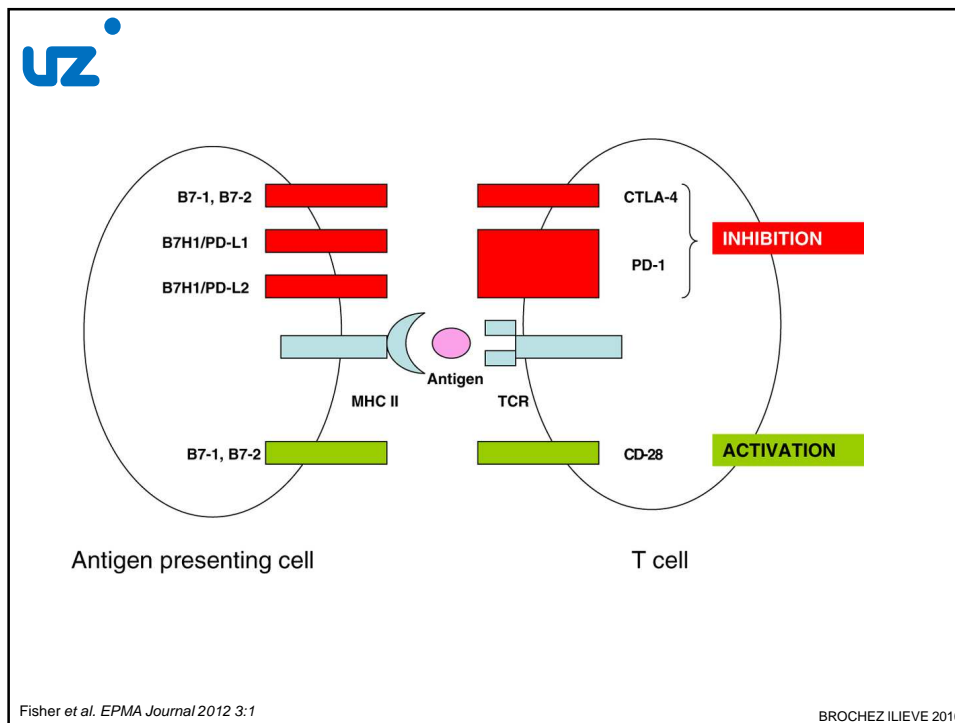 uz
B7-1, B7-2
CTLA-4
B7H1/PD-L1
INHIBITION
PD-1
B7H1/PD-L2
Antigen
MHC II
TCR
B7-1, B7-2
CD-28
ACTIVATION
Antigen presenting cell
T cell
Fisher et al. EPMA Journal 2012 3:1
BROCHEZ ILIEVE 201